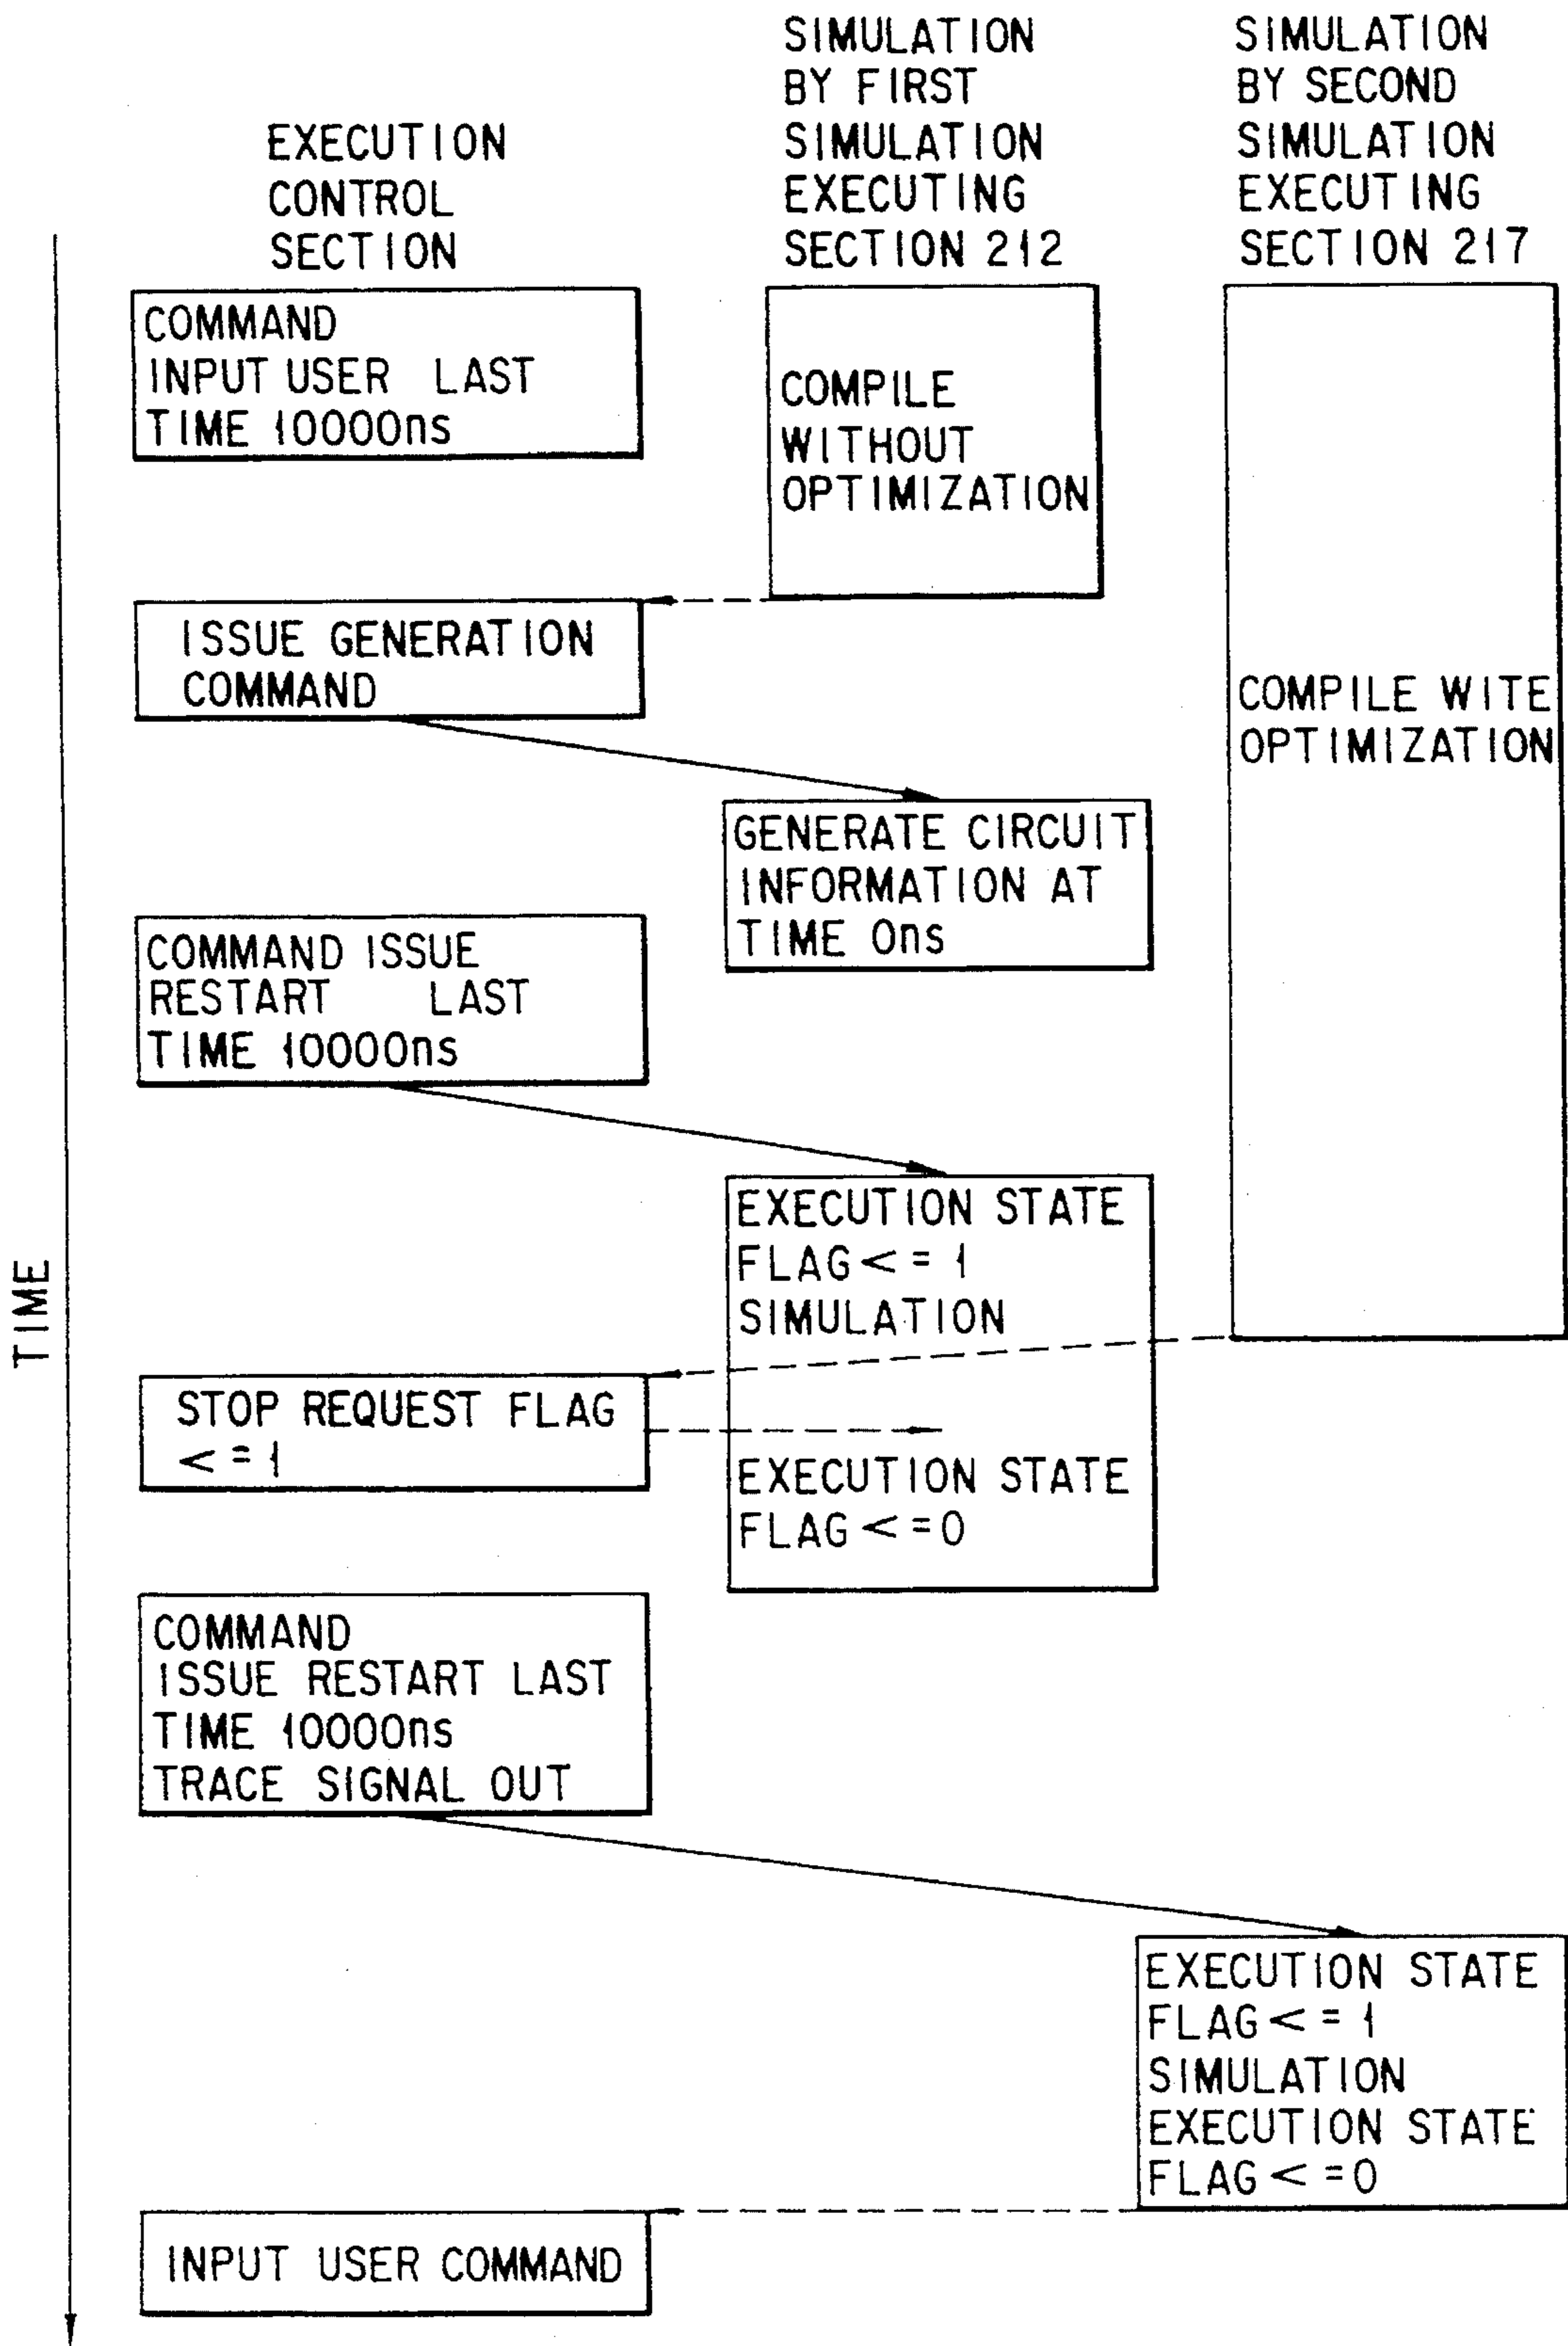 EXECUTION
CONTROL
SECTION
SIMULATION
BY FIRST
SIMULATION
EXECUTING
SECTION 212
SIMULATION
BY SECOND
SIMULATION
EXECUTING
SECTION 217
TIME
COMMAND
INPUT USER LAST
TIME 10000ns
COMPILE
WITHOUT
OPTIMIZATION
COMPILE WITE
OPTIMIZATION
ISSUE GENERATION
COMMAND
GENERATE CIRCUIT
INFORMATION AT
TIME 0ns
COMMAND ISSUE
RESTART LAST
TIME 10000ns
EXECUTION STATE
FLAG <= 1
SIMULATION
STOP REQUEST FLAG
<= 1
EXECUTION STATE
FLAG <= 0
COMMAND
ISSUE RESTART LAST
TIME 10000ns
TRACE SIGNAL OUT
EXECUTION STATE
FLAG <= 1
SIMULATION
EXECUTION STATE
FLAG <= 0
INPUT USER COMMAND